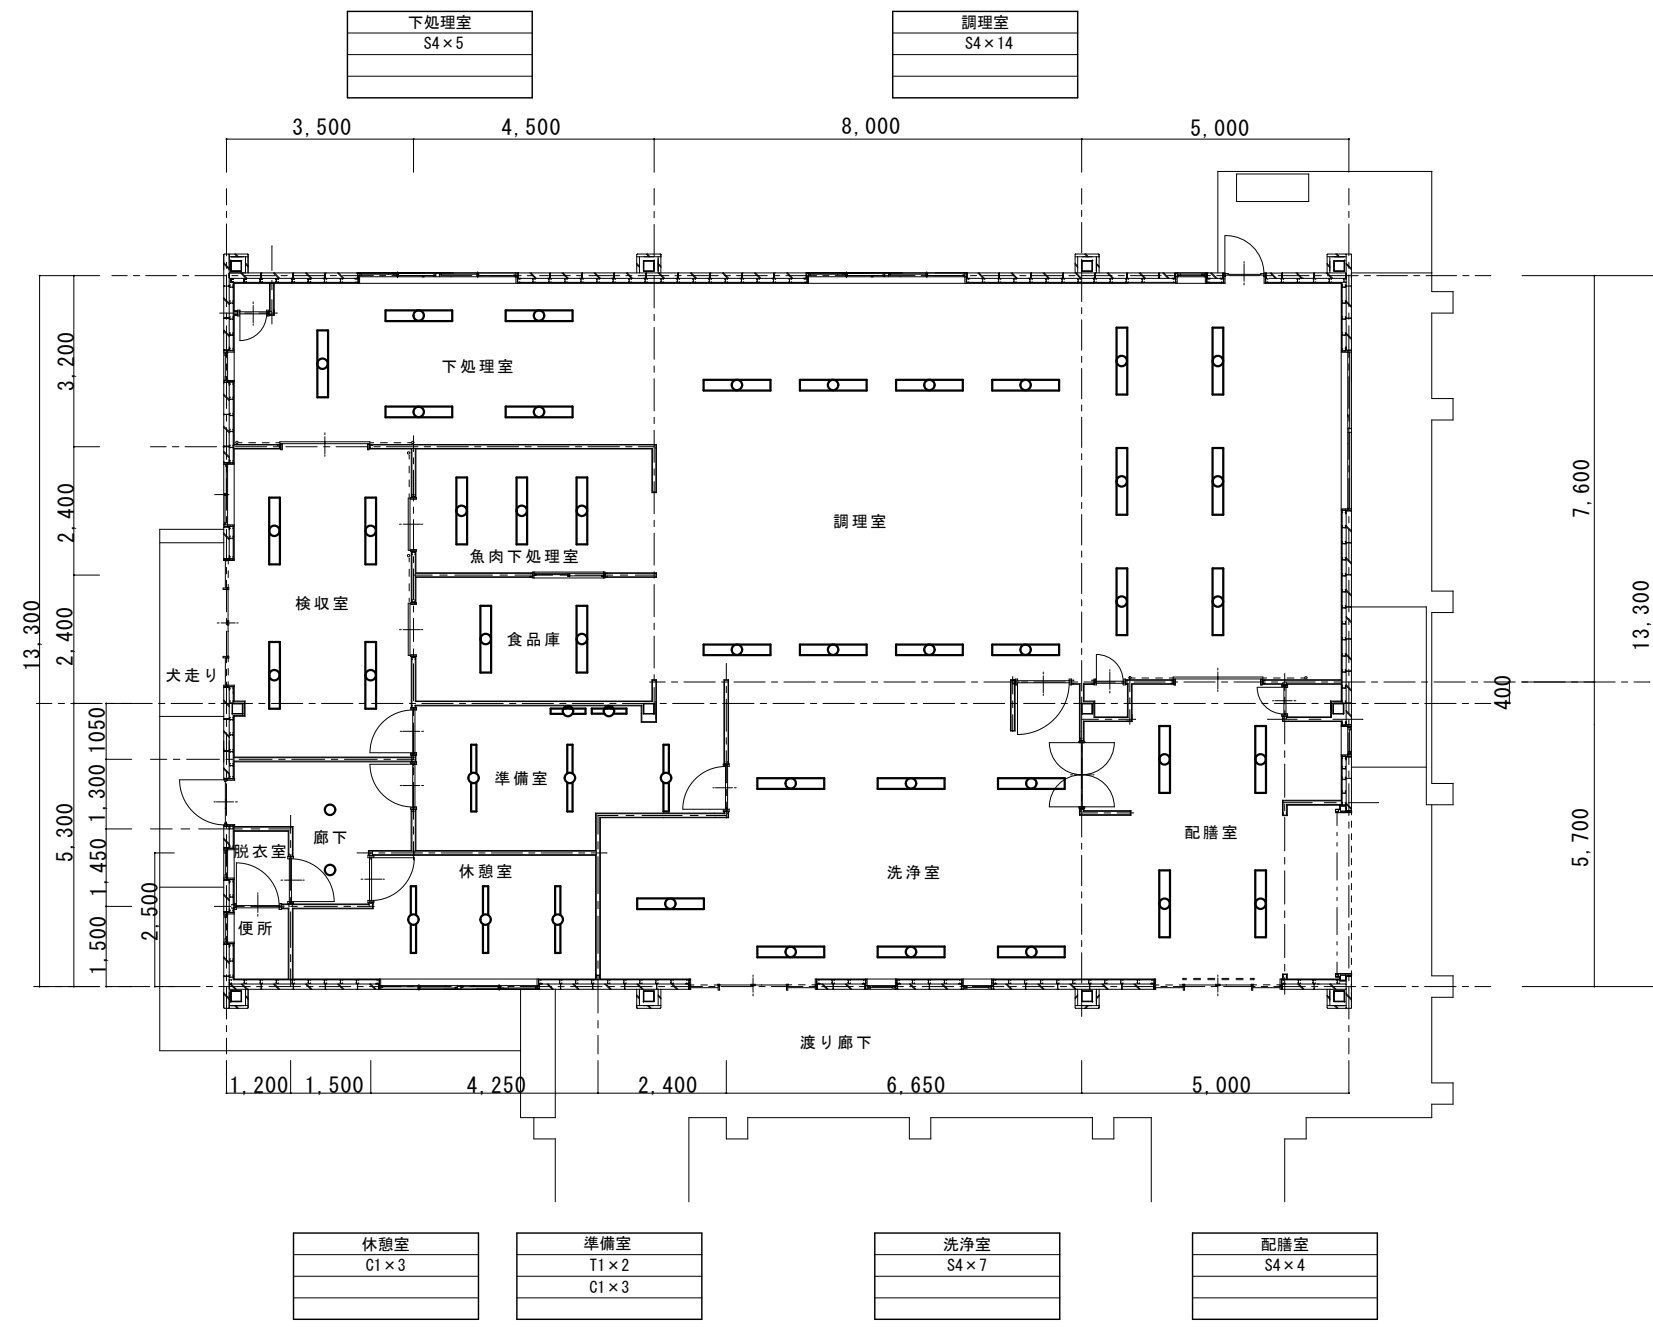 下処理室
S4×5
調理室
S4×14
3,500
4,500
8,000
5,000
3,200
2,400
2,400
13,300
1050
1,300
5,300
1,450
2,500
1,500
7,600
13,300
400
5,700
下処理室
調理室
魚肉下処理室
検収室
食品庫
犬走り
準備室
廊下
脱衣室
配膳室
休憩室
洗浄室
便所
渡り廊下
1,200
1,500
4,250
2,400
6,650
5,000
休憩室
C1×3
準備室
T1×2
C1×3
洗浄室
S4×7
配膳室
S4×4